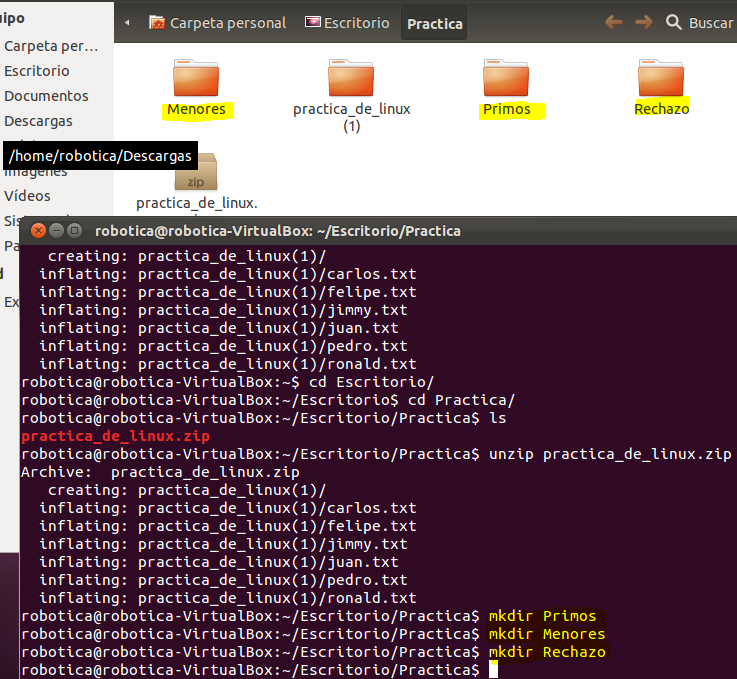 ipo
Carpeta personal
Escritorio
Practica
Buscar
Carpeta per...
Escritorio
Documentos
Descargas
/home/robotica/Descargas
Imágenes
Vídeos
Sis
Pa
d
Ex
Menores
practica_de_linux
(1)
Primos
Rechazo
zip
practica_de_linux.
robotica@robotica-VirtualBox: ~/Escritorio/Practica
creating: practica_de_linux(1)/
inflating: practica_de_linux(1)/carlos.txt
inflating: practica_de_linux(1)/felipe.txt
inflating: practica_de_linux(1)/jimmy.txt
inflating: practica_de_linux(1)/juan.txt
inflating: practica_de_linux(1)/pedro.txt
inflating: practica_de_linux(1)/ronald.txt
robotica@robotica-VirtualBox:~$ cd Escritorio/
robotica@robotica-VirtualBox:~/Escritorio$ cd Practica/
robotica@robotica-VirtualBox:~/Escritorio/Practica$ ls
practica_de_linux.zip
robotica@robotica-VirtualBox:~/Escritorio/Practica$ unzip practica_de_linux.zip
Archive:  practica_de_linux.zip
creating: practica_de_linux(1)/
inflating: practica_de_linux(1)/carlos.txt
inflating: practica_de_linux(1)/felipe.txt
inflating: practica_de_linux(1)/jimmy.txt
inflating: practica_de_linux(1)/juan.txt
inflating: practica_de_linux(1)/pedro.txt
inflating: practica_de_linux(1)/ronald.txt
robotica@robotica-VirtualBox:~/Escritorio/Practica$ mkdir Primos
robotica@robotica-VirtualBox:~/Escritorio/Practica$ mkdir Menores
robotica@robotica-VirtualBox:~/Escritorio/Practica$ mkdir Rechazo
robotica@robotica-VirtualBox:~/Escritorio/Practica$